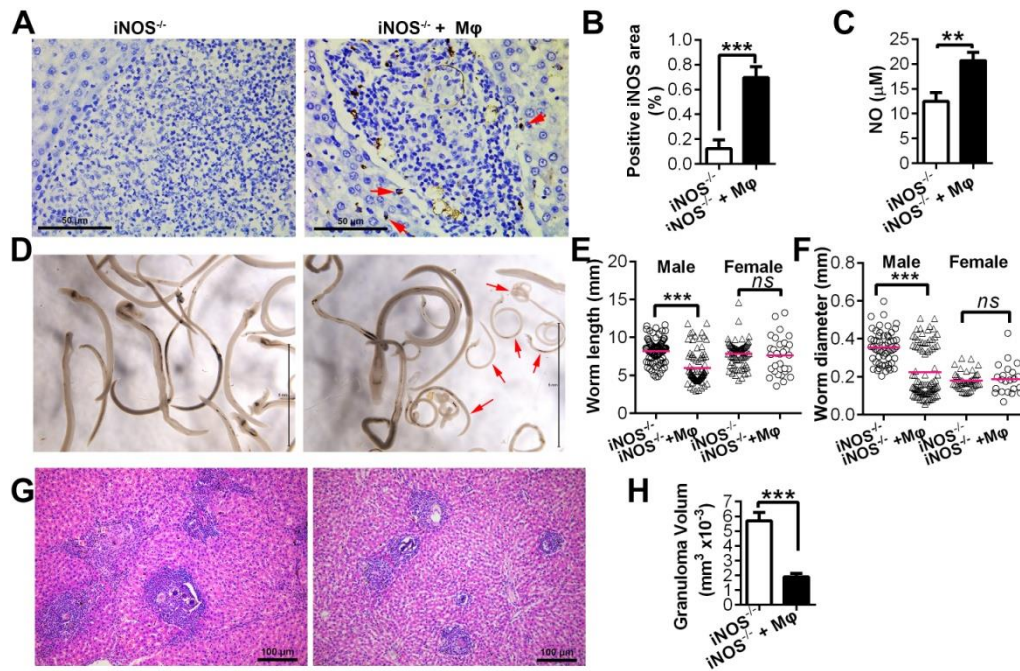 A
iNOS⁻/⁻
iNOS⁻/⁻ + Mφ
50 µm
50 µm
B
Positive iNOS area
(%)
1.0
0.8
0.6
0.4
0.2
0.0
***
iNOS⁻/⁻
iNOS⁻/⁻ + Mφ
C
NO (µM)
25
20
15
10
5
0
**
iNOS⁻/⁻
iNOS⁻/⁻ + Mφ
D
E
Worm length (mm)
20
15
10
5
0
Male
Female
***
ns
iNOS⁻/⁻
iNOS⁻/⁻+Mφ
iNOS⁻/⁻
iNOS⁻/⁻+Mφ
F
Worm diameter (mm)
0.8
0.6
0.4
0.2
0.0
Male
Female
***
ns
iNOS⁻/⁻
iNOS⁻/⁻+Mφ
iNOS⁻/⁻
iNOS⁻/⁻+Mφ
G
100 µm
100 µm
H
Granuloma Volum
(mm³ x10⁻³)
7
6
5
4
3
2
1
0
***
iNOS⁻/⁻
iNOS⁻/⁻ + Mφ